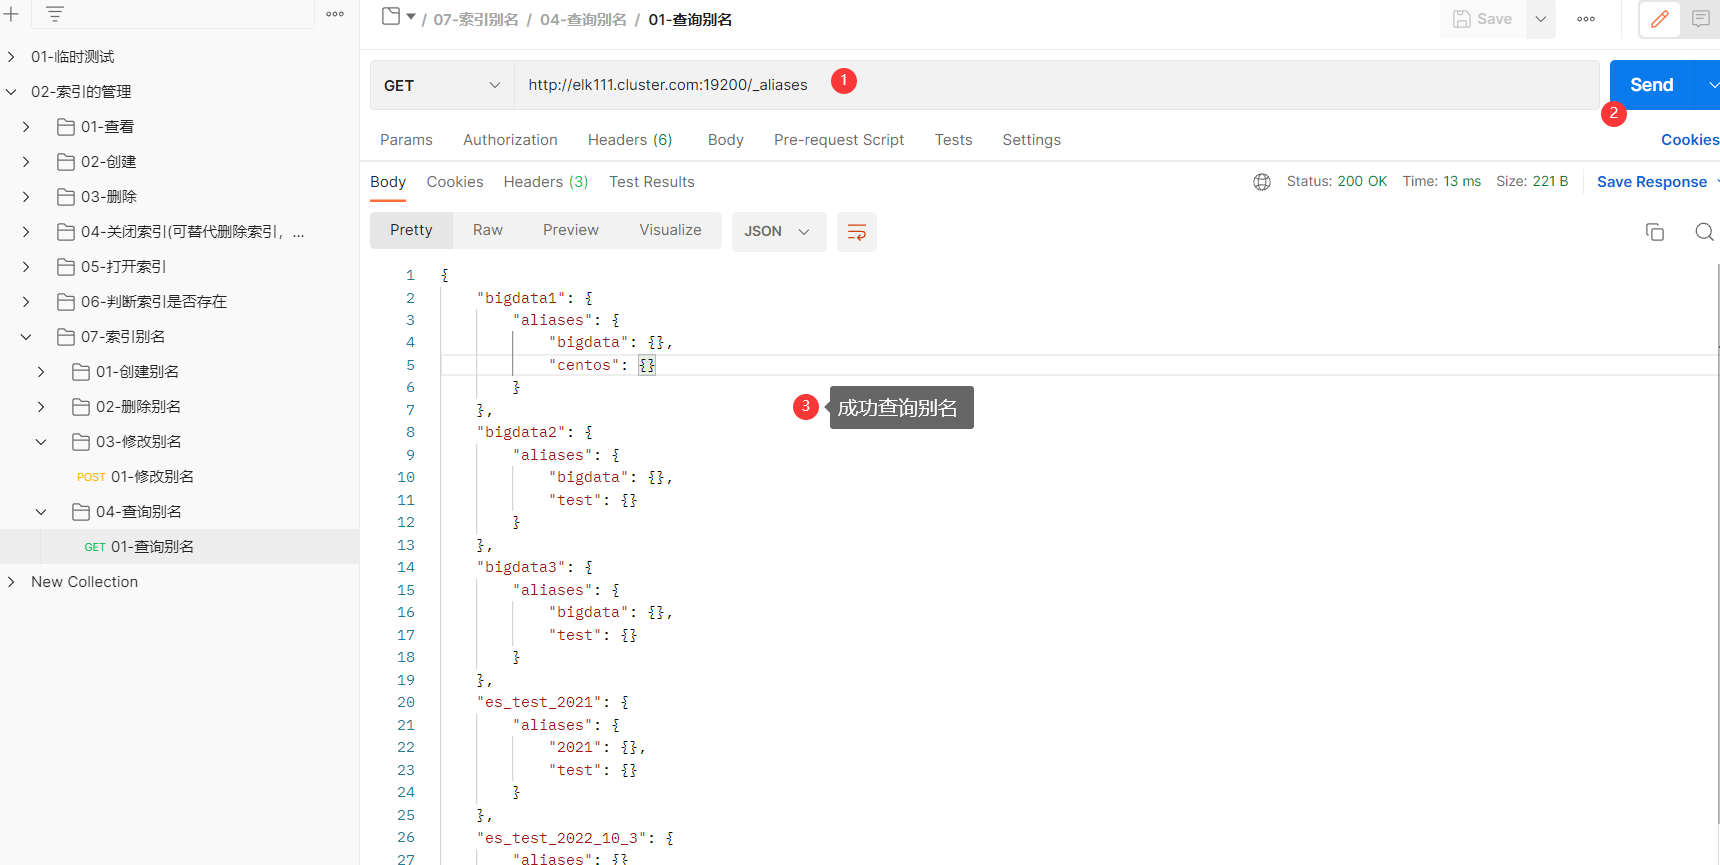 / 07-索引别名 / 04-查询别名 / 01-查询别名
Save
01-临时测试
02-索引的管理
01-查看
02-创建
03-删除
04-关闭索引(可替代删除索引，...
05-打开索引
06-判断索引是否存在
07-索引别名
01-创建别名
02-删除别名
03-修改别名
POST 01-修改别名
04-查询别名
GET 01-查询别名
New Collection
GET http://elk111.cluster.com:19200/_aliases 1
Send
2
Params Authorization Headers (6) Body Pre-request Script Tests Settings Cookies
Body Cookies Headers (3) Test Results Status: 200 OK Time: 13 ms Size: 221 B Save Response
Pretty Raw Preview Visualize JSON
1 {
2 "bigdata1": {
3 "aliases": {
4 "bigdata": {},
5 "centos": {}
6 }
3 成功查询别名
7 },
8 "bigdata2": {
9 "aliases": {
10 "bigdata": {},
11 "test": {}
12 }
13 },
14 "bigdata3": {
15 "aliases": {
16 "bigdata": {},
17 "test": {}
18 }
19 },
20 "es_test_2021": {
21 "aliases": {
22 "2021": {},
23 "test": {}
24 }
25 },
26 "es_test_2022_10_3": {
27 "aliases": {}